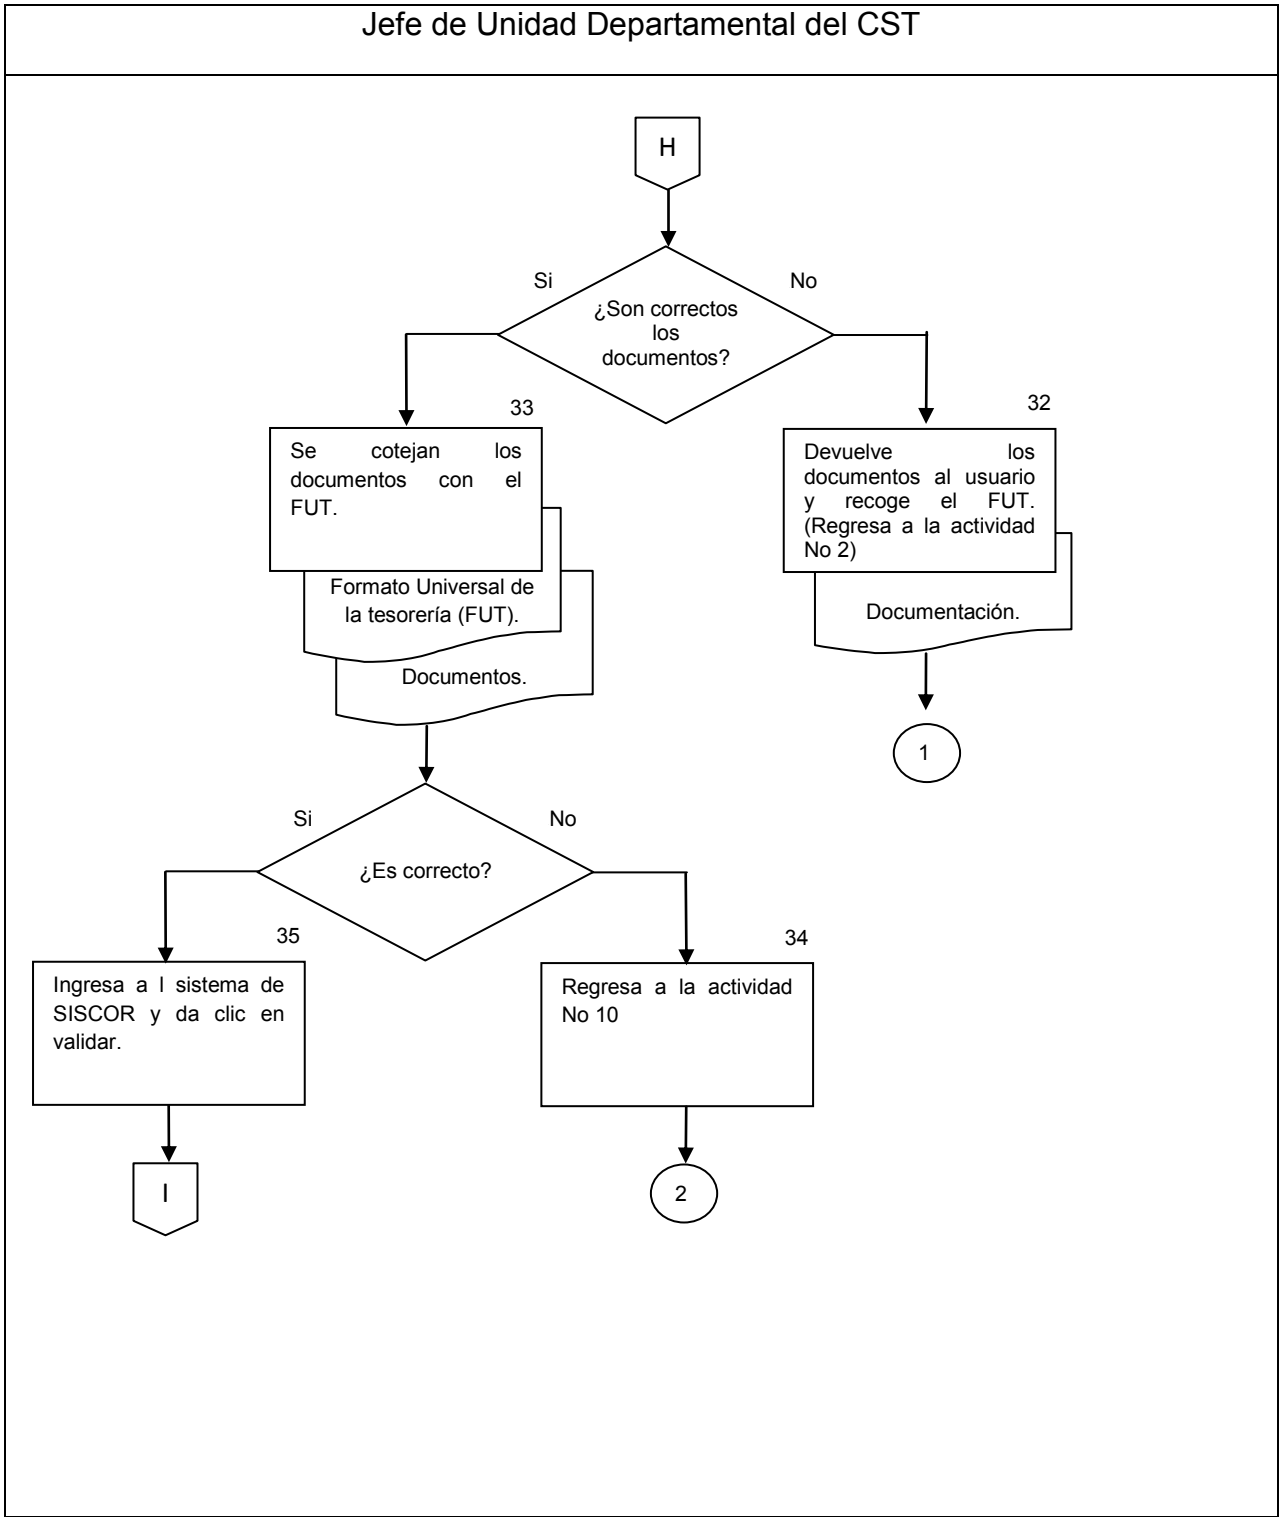 Jefe de Unidad Departamental del CST
H
Si
No
¿Son correctos
los
documentos?
33
32
Se cotejan los
documentos con el
FUT.
Devuelve los
documentos al usuario
y recoge el FUT.
(Regresa a la actividad
No 2)
Formato Universal de
la tesorería (FUT).
Documentación.
Documentos.
1
Si
No
¿Es correcto?
35
34
Ingresa a l sistema de
SISCOR y da clic en
validar.
Regresa a la actividad
No 10
I
2